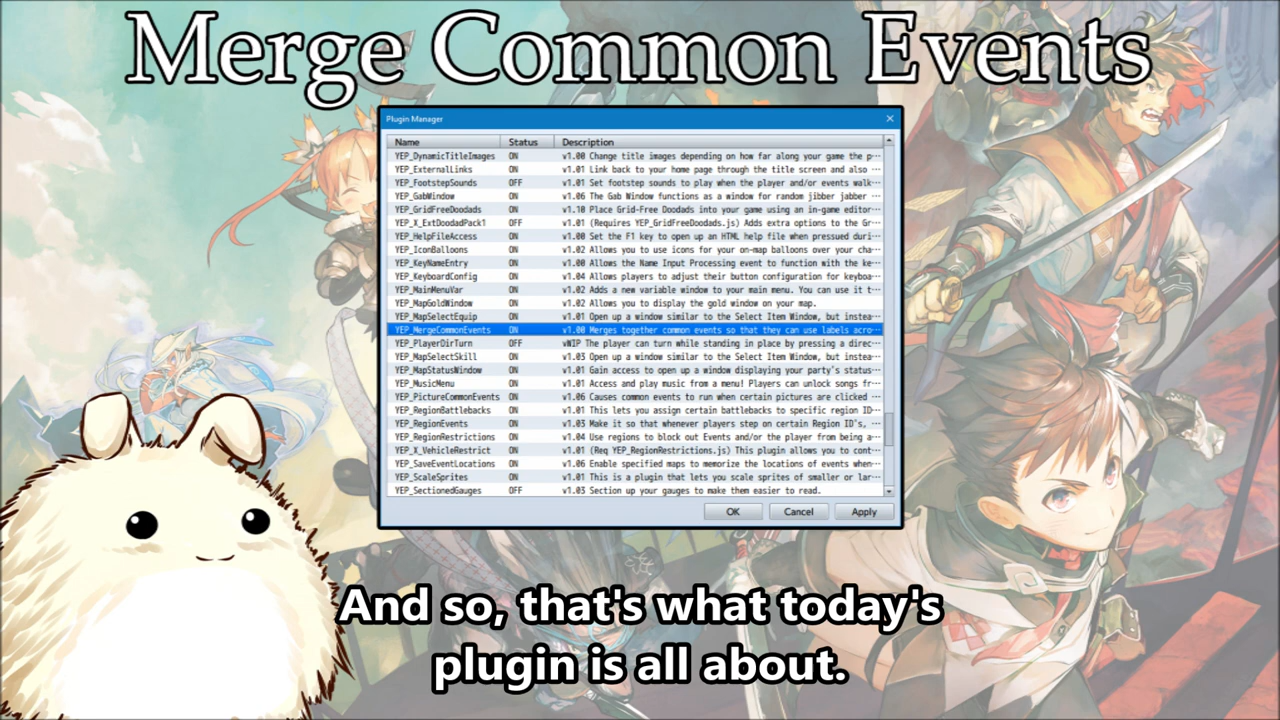 Merge Common Events
Plugin Manager
Name Status Description
YEP_DynamicTitleImages ON v1.00 Change title images depending on how far along your game the p···
YEP_ExternalLinks ON v1.01 Link back to your home page through the title screen and also ···
YEP_FootstepSounds OFF v1.01 Set footstep sounds to play when the player and/or events walk···
YEP_GabWindow ON v1.06 The Gab Window functions as a window for random jibber jabber ···
YEP_GridFreeDoodads ON v1.10 Place Grid-Free Doodads into your game using an in-game editor···
YEP_X_ExtDoodadPack1 OFF v1.01 (Requires YEP_GridFreeDoodads.js) Adds extra options to the Gr···
YEP_HelpFileAccess ON v1.00 Set the F1 key to open up an HTML help file when pressued duri···
YEP_IconBalloons ON v1.02 Allows you to use icons for your on-map balloons over your cha···
YEP_KeyNameEntry ON v1.00 Allows the Name Input Processing event to function with the ke···
YEP_KeyboardConfig ON v1.04 Allows players to adjust their button configuration for keyboa···
YEP_MainMenuVar ON v1.02 Adds a new variable window to your main menu. You can use it t···
YEP_MapGoldWindow ON v1.02 Allows you to display the gold window on your map.
YEP_MapSelectEquip ON v1.01 Open up a window similar to the Select Item Window, but instea···
YEP_MergeCommonEvents ON v1.00 Merges together common events so that they can use labels acro···
YEP_PlayerDirTurn OFF vWIP The player can turn while standing in place by pressing a direc···
YEP_MapSelectSkill ON v1.03 Open up a window similar to the Select Item Window, but instea···
YEP_MapStatusWindow ON v1.01 Gain access to open up a window displaying your party's status···
YEP_MusicMenu ON v1.01 Access and play music from a menu! Players can unlock songs fr···
YEP_PictureCommonEvents ON v1.06 Causes common events to run when certain pictures are clicked ···
YEP_RegionBattlebacks ON v1.01 This lets you assign certain battlebacks to specific region ID···
YEP_RegionEvents ON v1.03 Make it so that whenever players step on certain Region ID's, ···
YEP_RegionRestrictions ON v1.04 Use regions to block out Events and/or the player from being a···
YEP_X_VehicleRestrict ON v1.01 (Req YEP_RegionRestrictions.js) This plugin allows you to cont···
YEP_SaveEventLocations ON v1.06 Enable specified maps to memorize the locations of events when···
YEP_ScaleSprites ON v1.01 This is a plugin that lets you scale sprites of smaller or lar···
YEP_SectionedGauges OFF v1.03 Section up your gauges to make them easier to read.
OK Cancel Apply
And so, that's what today's
plugin is all about.